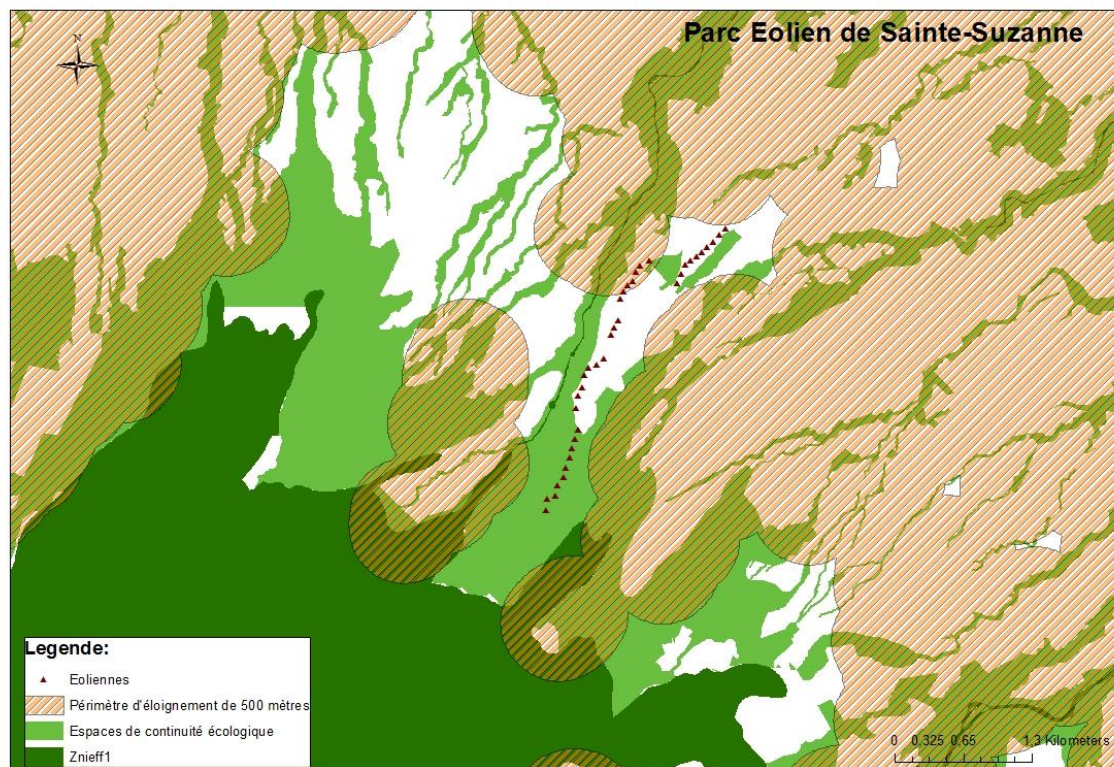 Parc Eolien de Sainte-Suzanne
N
Legende:
Eoliennes
Périmètre d'éloignement de 500 mètres
Espaces de continuité écologique
Znieff1
0 0,325 0,65 1,3 Kilometers